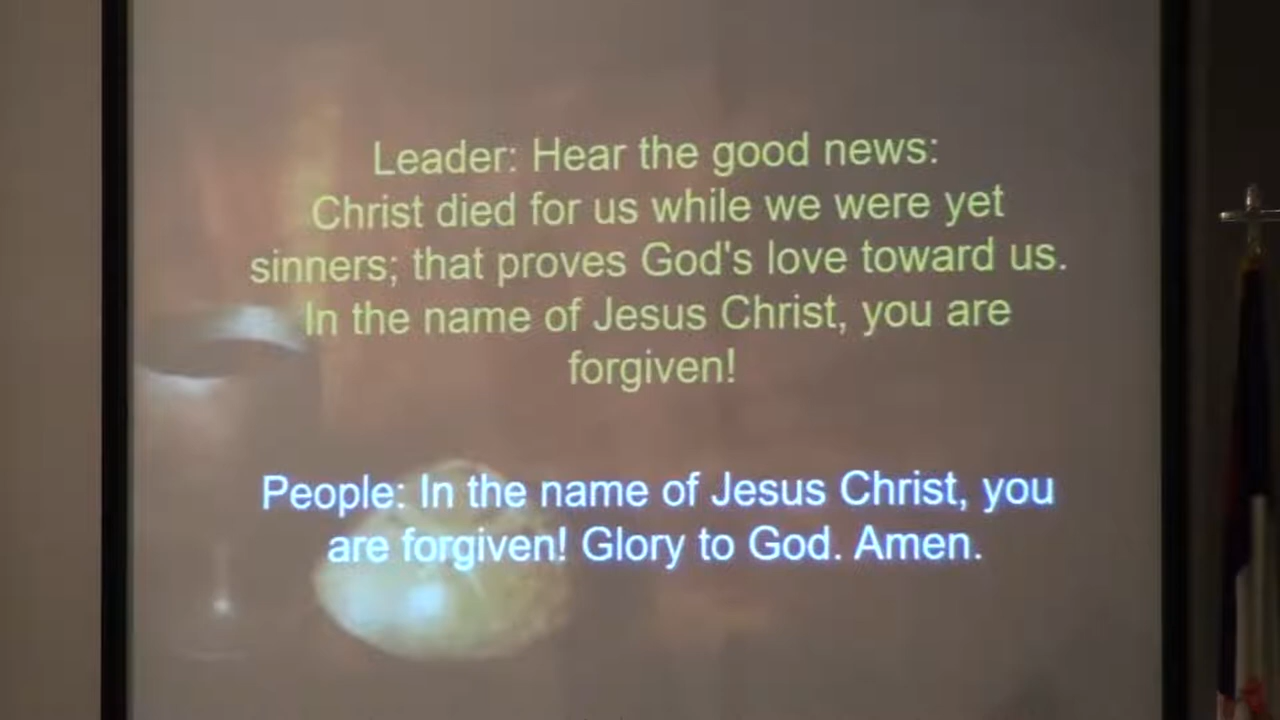 Leader: Hear the good news:
Christ died for us while we were yet
sinners; that proves God's love toward us.
In the name of Jesus Christ, you are
forgiven!
People: In the name of Jesus Christ, you
are forgiven! Glory to God. Amen.